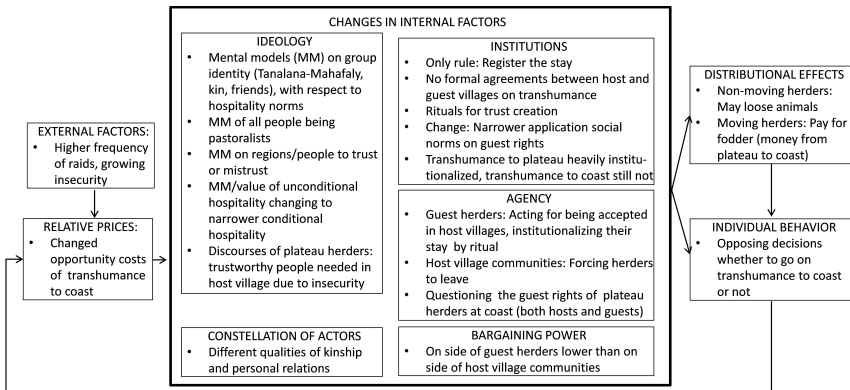 CHANGES IN INTERNAL FACTORS
EXTERNAL FACTORS:
• Higher frequency
of raids, growing
insecurity
RELATIVE PRICES:
• Changed
opportunity costs
of transhumance
to coast
IDEOLOGY
• Mental models (MM) on group
identity (Tanalana-Mahafaly,
kin, friends), with respect to
hospitality norms
• MM of all people being
pastoralists
• MM on regions/people to trust
or mistrust
• MM/value of unconditional
hospitality changing to
narrower conditional
hospitality
• Discourses of plateau herders:
trustworthy people needed in
host village due to insecurity
CONSTELLATION OF ACTORS
• Different qualities of kinship
and personal relations
INSTITUTIONS
• Only rule: Register the stay
• No formal agreements between host and
guest villages on transhumance
• Rituals for trust creation
• Change: Narrower application social
norms on guest rights
• Transhumance to plateau heavily institu-
tionalized, transhumance to coast still not
AGENCY
• Guest herders: Acting for being accepted
in host villages, institutionalizing their
stay by ritual
• Host village communities: Forcing herders
to leave
• Questioning the guest rights of plateau
herders at coast (both hosts and guests)
BARGAINING POWER
• On side of guest herders lower than on
side of host village communities
DISTRIBUTIONAL EFFECTS
• Non-moving herders:
May loose animals
• Moving herders: Pay for
fodder (money from
plateau to coast)
INDIVIDUAL BEHAVIOR
• Opposing decisions
whether to go on
transhumance to coast
or not